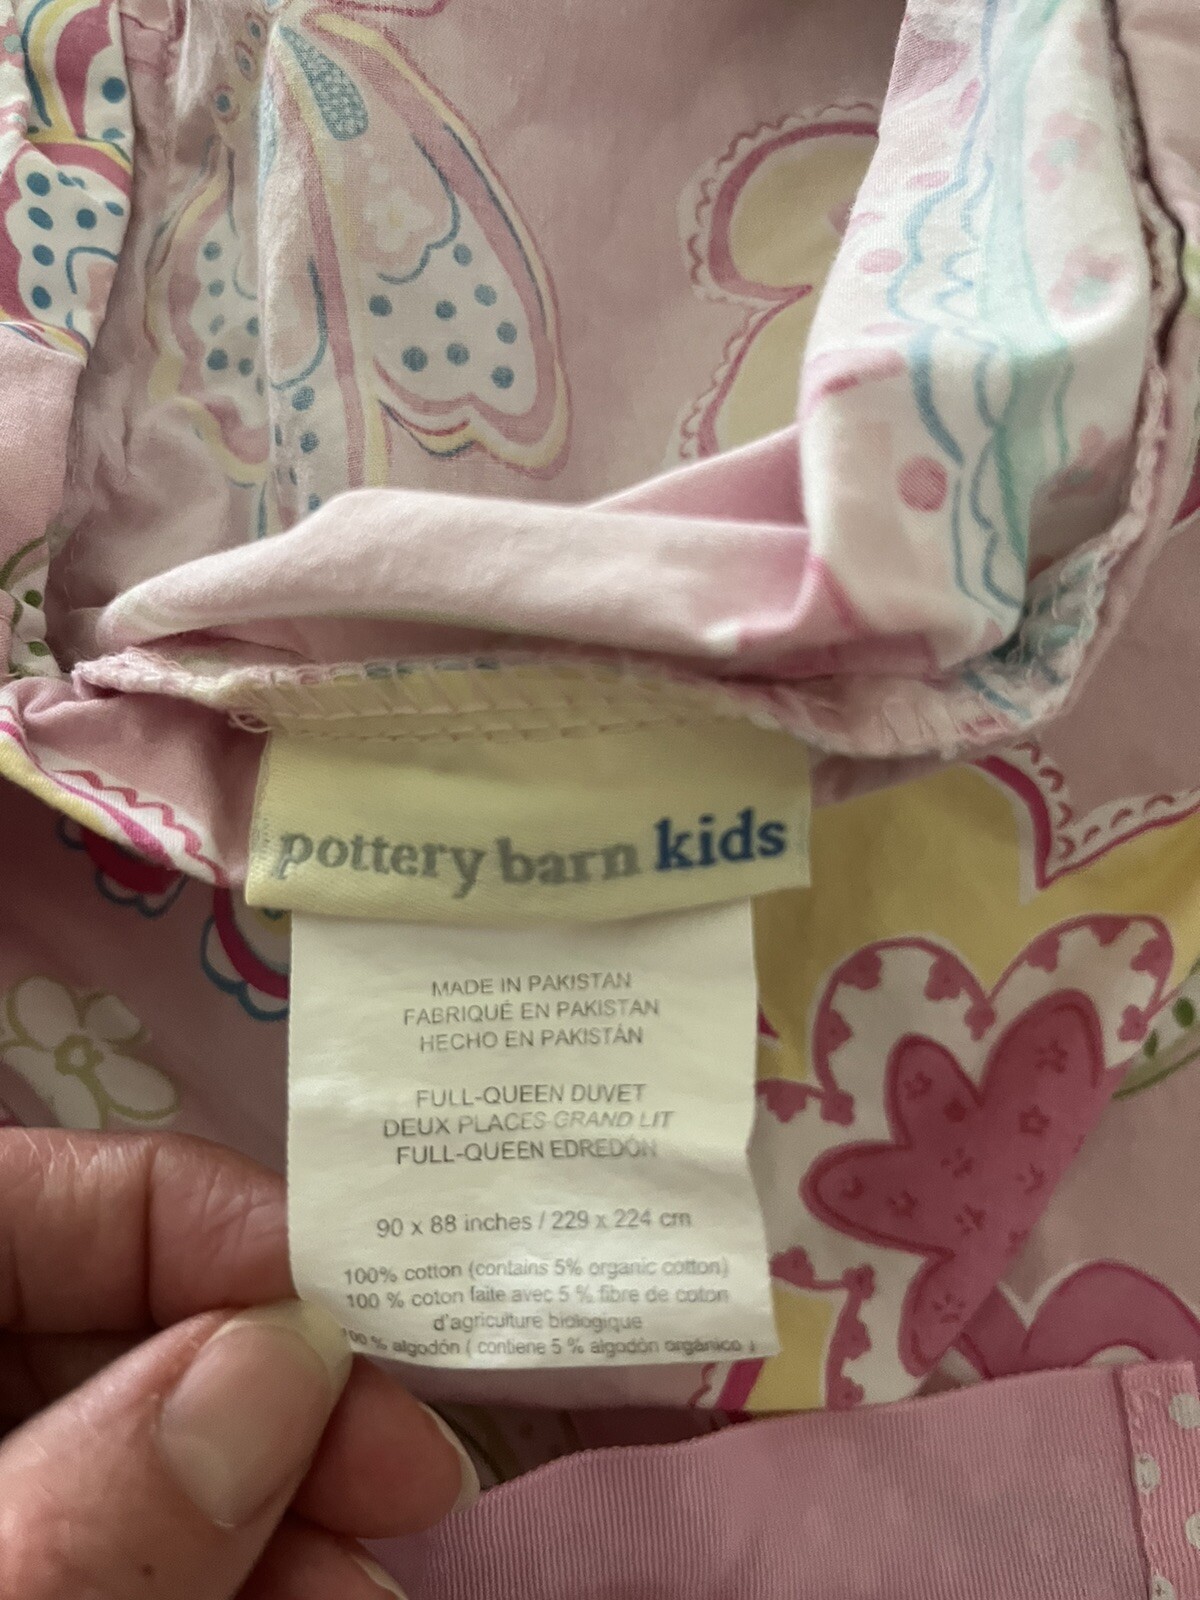 pottery barn kids
MADE IN PAKISTAN
FABRIQUÉ EN PAKISTAN
HECHO EN PAKISTÁN
FULL-QUEEN DUVET
DEUX PLACES-GRAND LIT
FULL-QUEEN EDREDÓN
90 x 88 inches / 229 x 224 cm
100% cotton (contains 5% organic cotton)
100 % coton faite avec 5 % fibre de coton
d'agriculture biologique
100 % algodón ( contiene 5 % algodón orgánico )